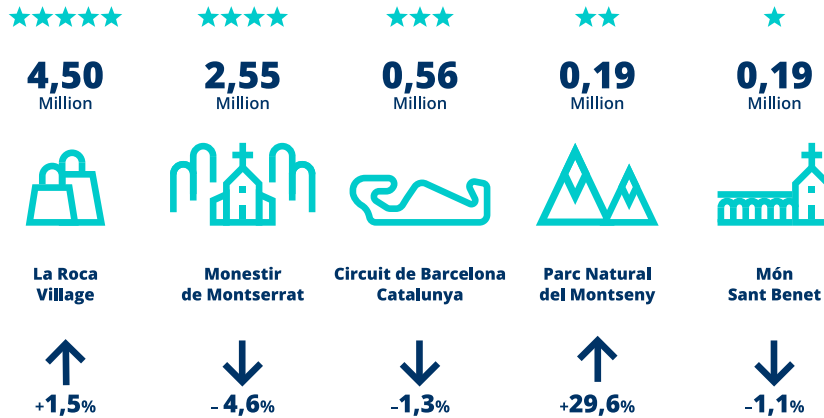 4,50
Million
2,55
Million
0,56
Million
0,19
Million
0,19
Million
La Roca
Village
Monestir
de Montserrat
Circuit de Barcelona
Catalunya
Parc Natural
del Montseny
Món
Sant Benet
+1,5%
- 4,6%
-1,3%
+29,6%
-1,1%